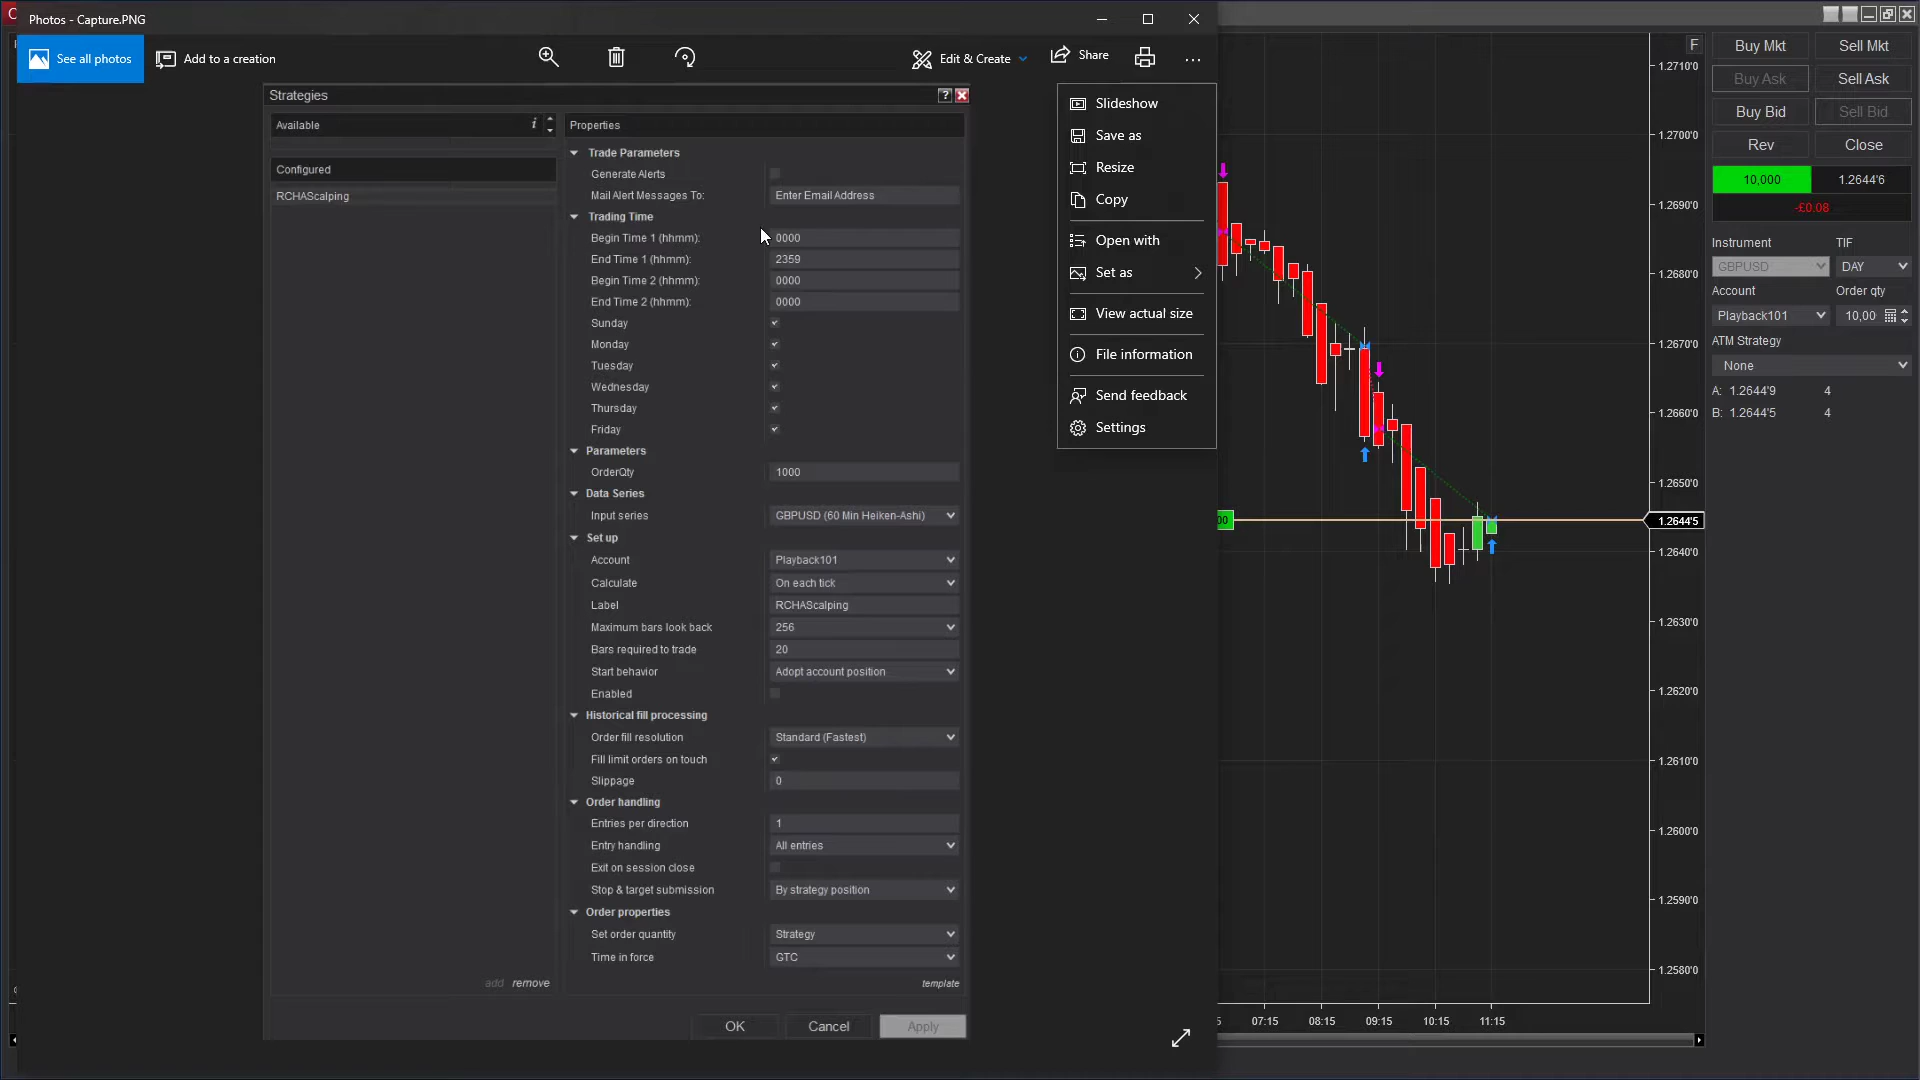 Photos - Capture.PNG
See all photos
Add to a creation
Edit & Create
Share
Strategies
Available
Configured
RCHAScalping
add remove
Properties
Trade Parameters
Generate Alerts
Mail Alert Messages To: Enter Email Address
Trading Time
Begin Time 1 (hhmm): 0000
End Time 1 (hhmm): 2359
Begin Time 2 (hhmm): 0000
End Time 2 (hhmm): 0000
Sunday
Monday
Tuesday
Wednesday
Thursday
Friday
Parameters
OrderQty 1000
Data Series
Input series GBPUSD (60 Min Heiken-Ashi)
Set up
Account Playback101
Calculate On each tick
Label RCHAScalping
Maximum bars look back 256
Bars required to trade 20
Start behavior Adopt account position
Enabled
Historical fill processing
Order fill resolution Standard (Fastest)
Fill limit orders on touch
Slippage 0
Order handling
Entries per direction 1
Entry handling All entries
Exit on session close
Stop & target submission By strategy position
Order properties
Set order quantity Strategy
Time in force GTC
template
OK Cancel Apply
Slideshow
Save as
Resize
Copy
Open with
Set as
View actual size
File information
Send feedback
Settings
F
1.2710'0
1.2700'0
1.2690'0
1.2680'0
1.2670'0
1.2660'0
1.2650'0
1.2644'5
1.2640'0
1.2630'0
1.2620'0
1.2610'0
1.2600'0
1.2590'0
1.2580'0
07:15 08:15 09:15 10:15 11:15
Buy Mkt Sell Mkt
Buy Ask Sell Ask
Buy Bid Sell Bid
Rev Close
10,000 1.2644'6
-£0.08
Instrument TIF
GBPUSD DAY
Account Order qty
Playback101 10,00
ATM Strategy
None
A: 1.2644'9 4
B: 1.2644'5 4